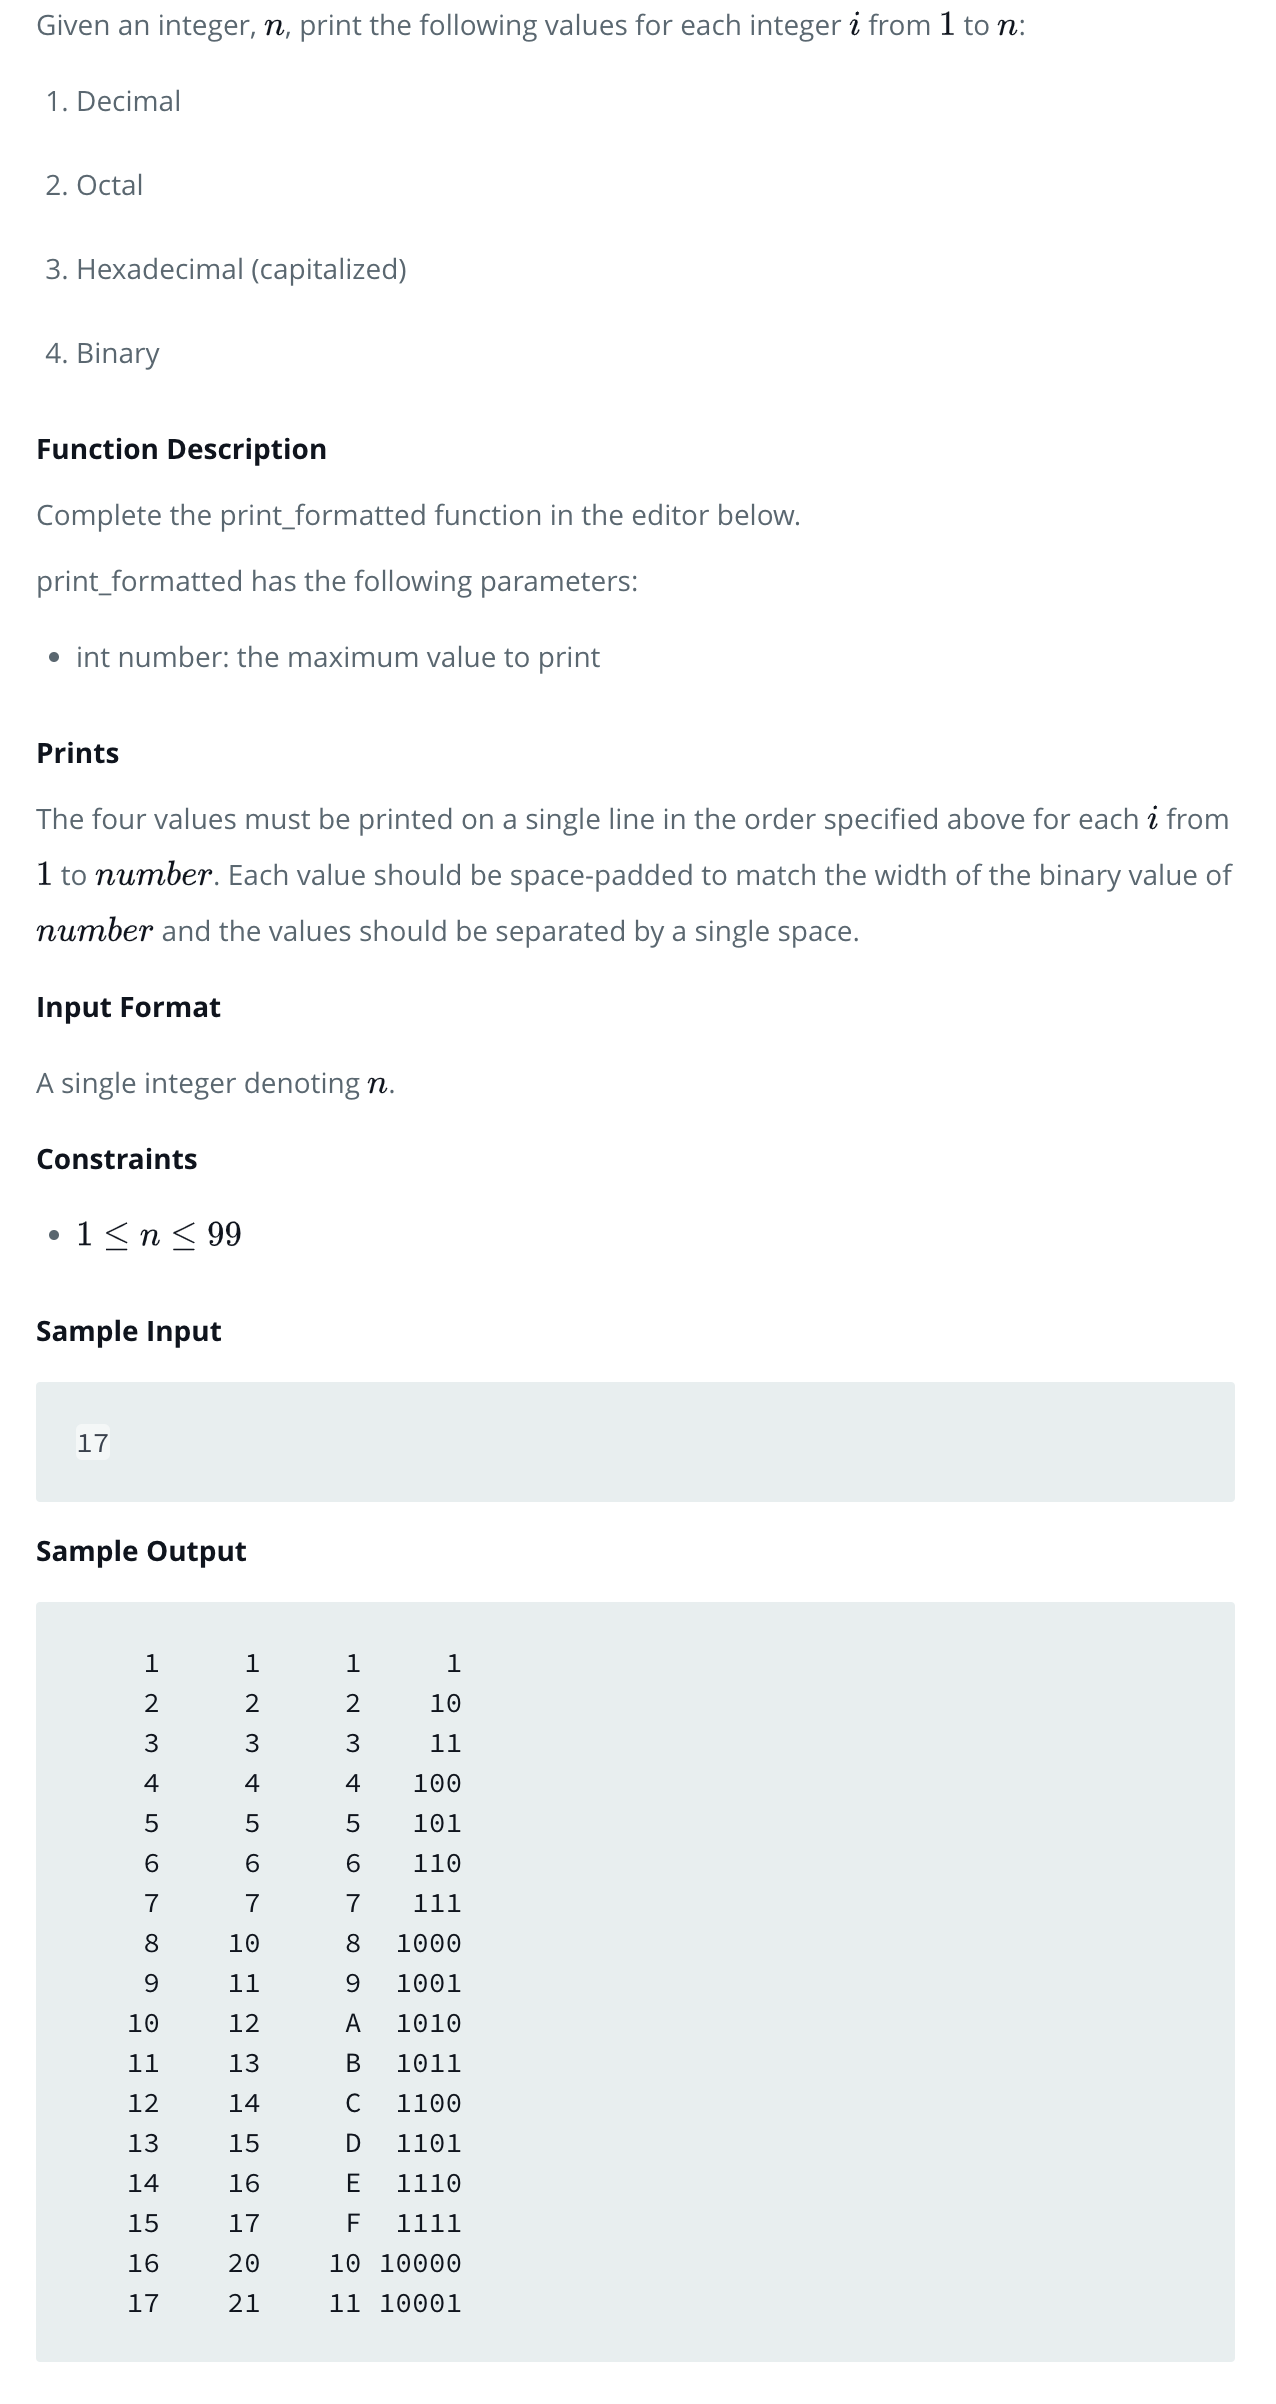 Given an integer, n, print the following values for each integer i from 1 to n:
1. Decimal
2. Octal
3. Hexadecimal (capitalized)
4. Binary
Function Description
Complete the print_formatted function in the editor below.
print_formatted has the following parameters:
• int number: the maximum value to print
Prints
The four values must be printed on a single line in the order specified above for each i from
1 to number. Each value should be space-padded to match the width of the binary value of
number and the values should be separated by a single space.
Input Format
A single integer denoting n.
Constraints
• 1 ≤ n ≤ 99
Sample Input
17
Sample Output
    1     1     1     1
    2     2     2    10
    3     3     3    11
    4     4     4   100
    5     5     5   101
    6     6     6   110
    7     7     7   111
    8    10     8  1000
    9    11     9  1001
   10    12     A  1010
   11    13     B  1011
   12    14     C  1100
   13    15     D  1101
   14    16     E  1110
   15    17     F  1111
   16    20    10 10000
   17    21    11 10001